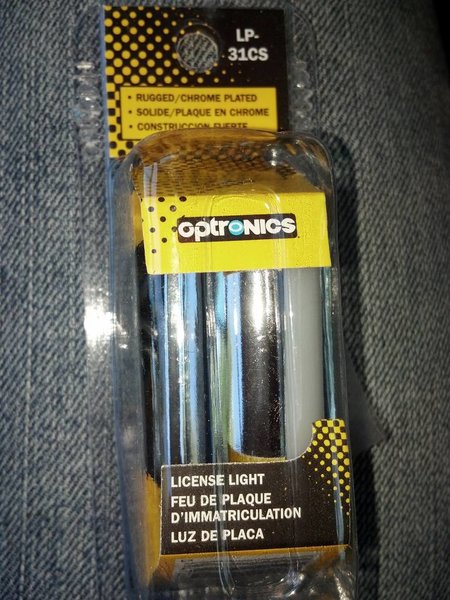 LP-
31CS
• RUGGED/CHROME PLATED
• SOLIDE/PLAQUE EN CHROME
• CONSTRUCCION FUERTE
optronics
LICENSE LIGHT
FEU DE PLAQUE
D'IMMATRICULATION
LUZ DE PLACA